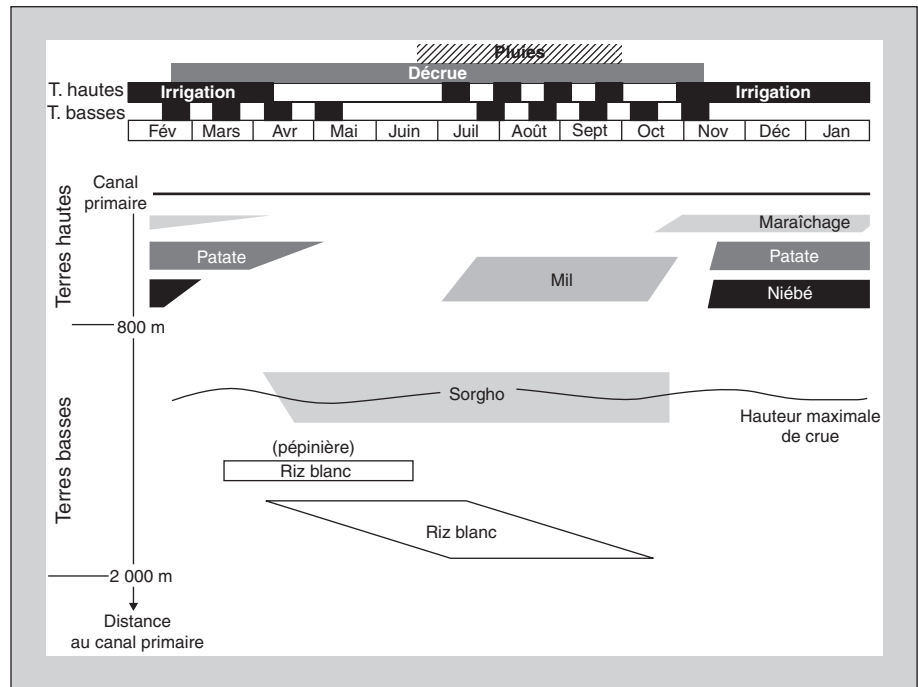 Pluies
Décrue
T. hautes Irrigation Irrigation
T. basses
Fév Mars Avr Mai Juin Juil Août Sept Oct Nov Déc Jan
Canal
primaire
Terres hautes
Maraîchage
Patate Patate
Mil
Niébé
800 m
Terres basses
Sorgho
Hauteur maximale
de crue
(pépinière)
Riz blanc
Riz blanc
2 000 m
Distance
au canal primaire